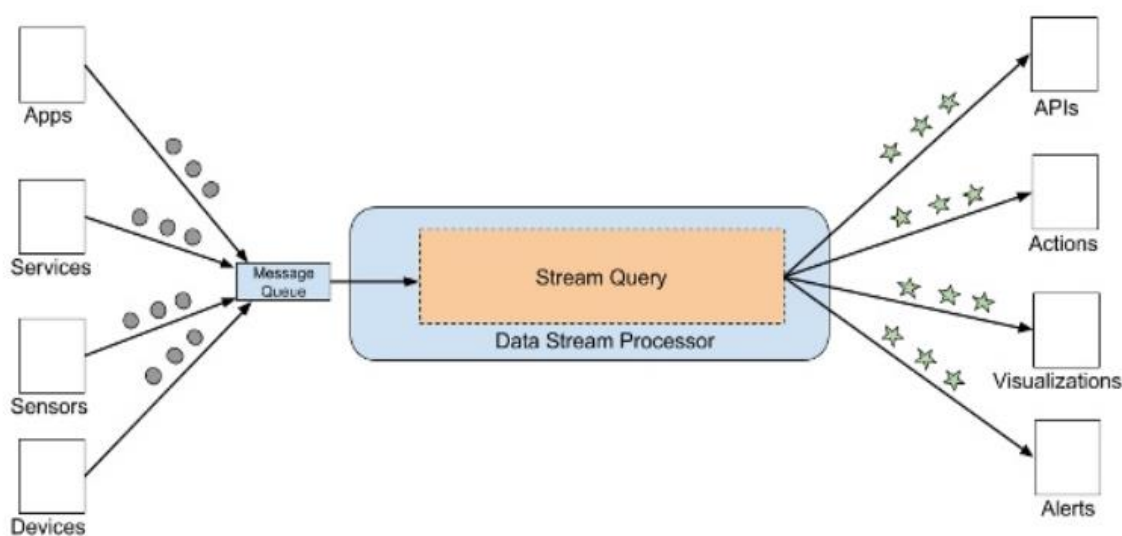 Apps
Services
Sensors
Devices
Message
Queue
Stream Query
Data Stream Processor
APIs
Actions
Visualizations
Alerts